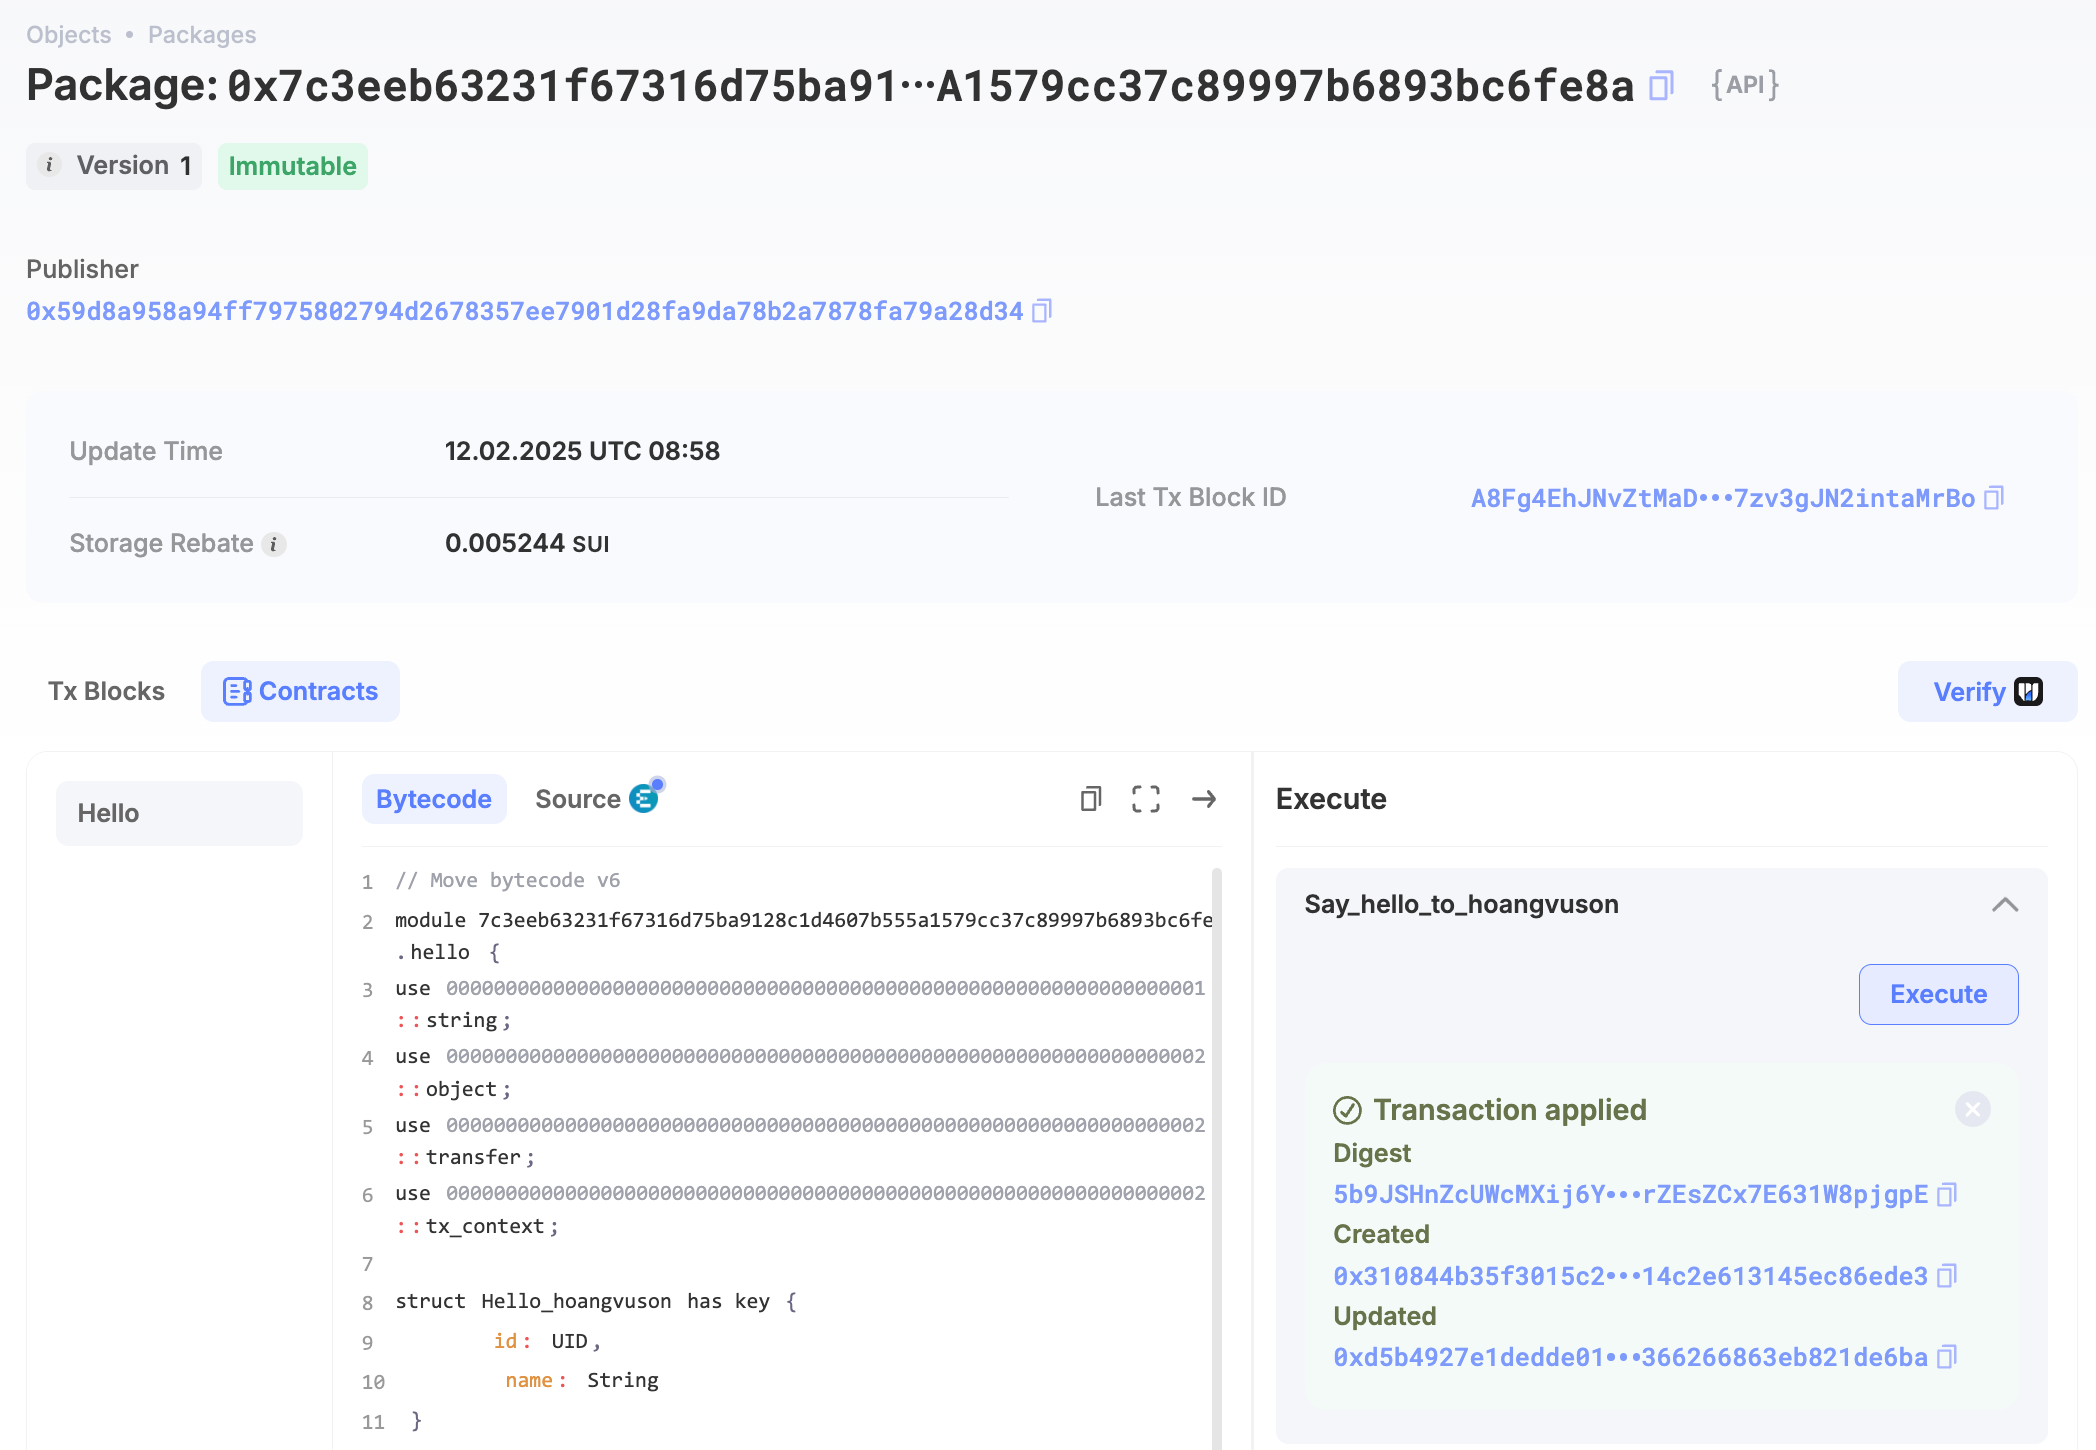 Objects • Packages
Package: 0x7c3eeb63231f67316d75ba91···A1579cc37c89997b6893bc6fe8a {API}
i Version 1 Immutable
Publisher
0x59d8a958a94ff7975802794d2678357ee7901d28fa9da78b2a7878fa79a28d34
Update Time 12.02.2025 UTC 08:58
Last Tx Block ID A8Fg4EhJNvZtMaD•••7zv3gJN2intaMrBo
Storage Rebate i 0.005244 SUI
Tx Blocks Contracts Verify
Hello
Bytecode Source
1 // Move bytecode v6
2 module 7c3eeb63231f67316d75ba9128c1d4607b555a1579cc37c89997b6893bc6fe
.hello {
3 use 0000000000000000000000000000000000000000000000000000000000000001
::string;
4 use 0000000000000000000000000000000000000000000000000000000000000002
::object;
5 use 0000000000000000000000000000000000000000000000000000000000000002
::transfer;
6 use 0000000000000000000000000000000000000000000000000000000000000002
::tx_context;
7
8 struct Hello_hoangvuson has key {
9 id: UID,
10 name: String
11 }
Execute
Say_hello_to_hoangvuson
Execute
Transaction applied
Digest
5b9JSHnZcUWcMXij6Y•••rZEsZCx7E631W8pjgpE
Created
0x310844b35f3015c2•••14c2e613145ec86ede3
Updated
0xd5b4927e1dedde01•••366266863eb821de6ba